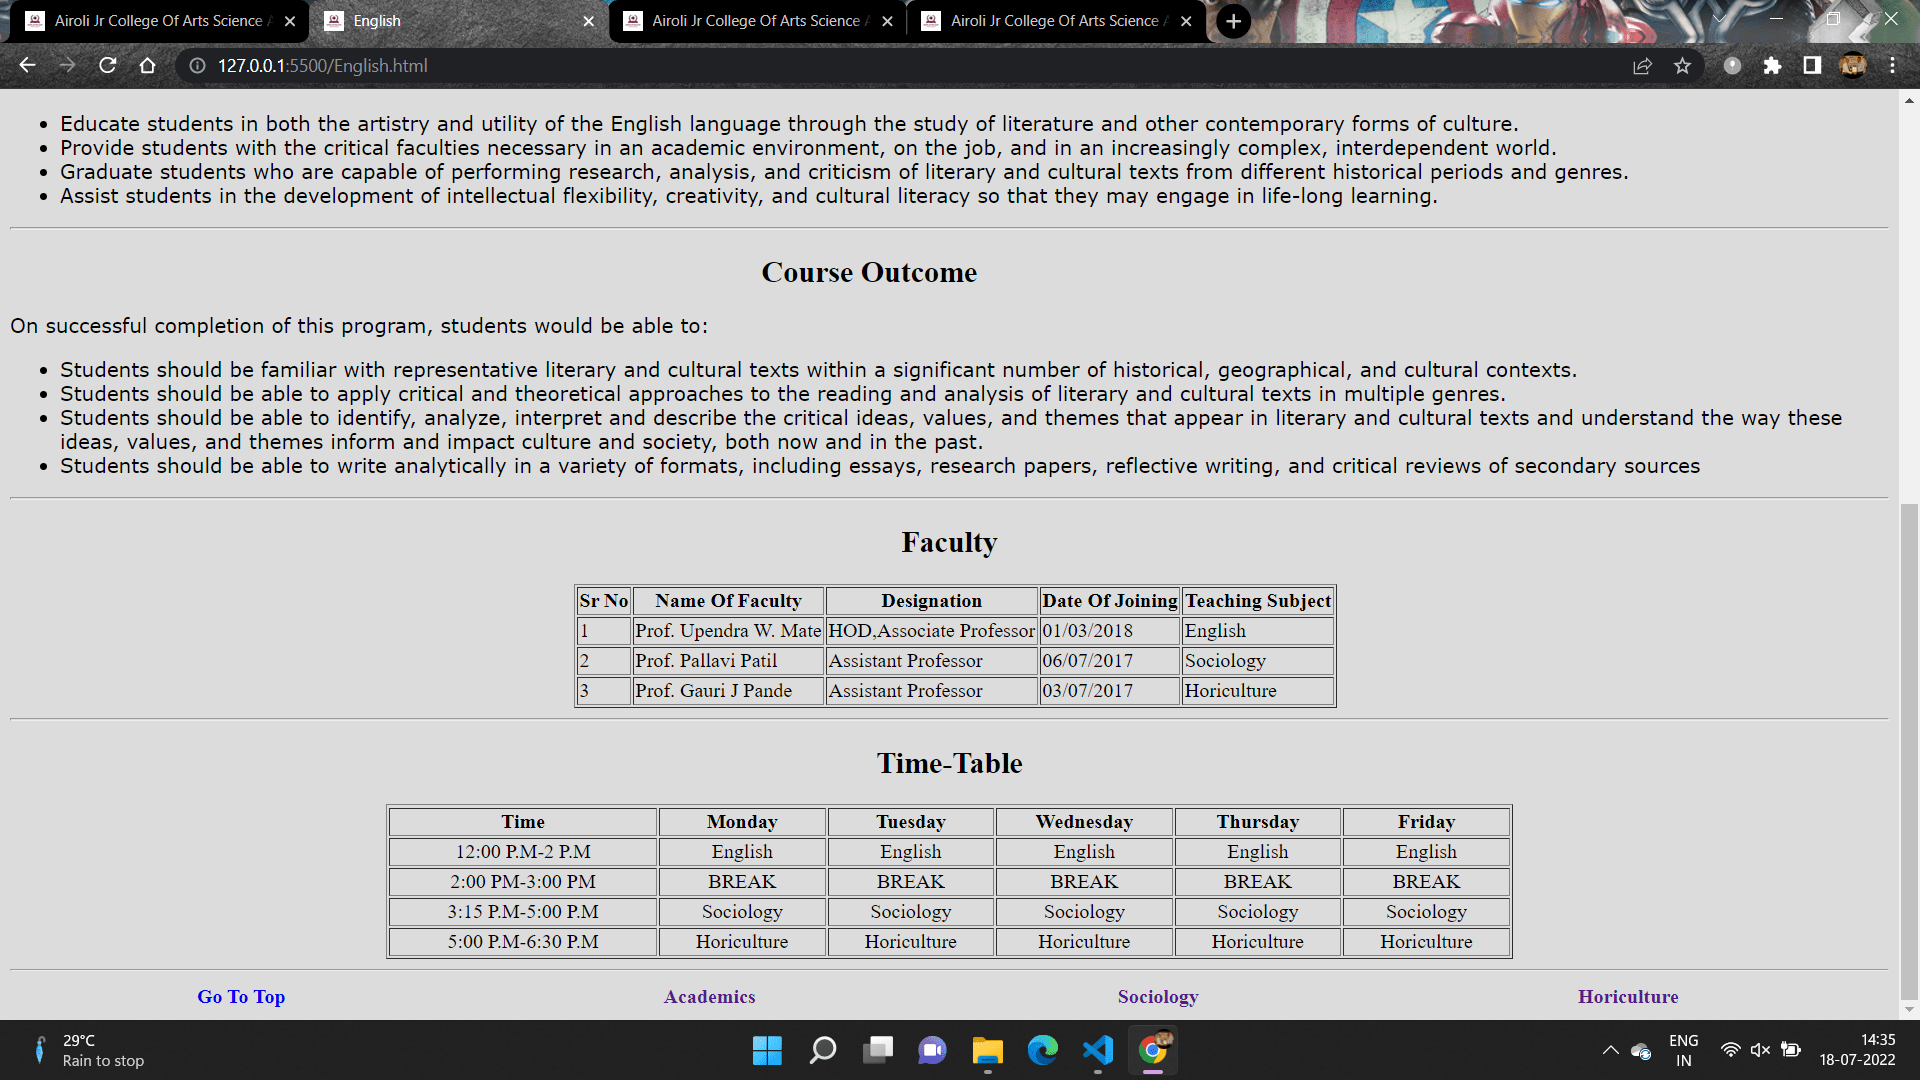 Airoli Jr College Of Arts Science
English
Airoli Jr College Of Arts Science
Airoli Jr College Of Arts Science
127.0.0.1:5500/English.html
• Educate students in both the artistry and utility of the English language through the study of literature and other contemporary forms of culture.
• Provide students with the critical faculties necessary in an academic environment, on the job, and in an increasingly complex, interdependent world.
• Graduate students who are capable of performing research, analysis, and criticism of literary and cultural texts from different historical periods and genres.
• Assist students in the development of intellectual flexibility, creativity, and cultural literacy so that they may engage in life-long learning.
Course Outcome
On successful completion of this program, students would be able to:
• Students should be familiar with representative literary and cultural texts within a significant number of historical, geographical, and cultural contexts.
• Students should be able to apply critical and theoretical approaches to the reading and analysis of literary and cultural texts in multiple genres.
• Students should be able to identify, analyze, interpret and describe the critical ideas, values, and themes that appear in literary and cultural texts and understand the way these
ideas, values, and themes inform and impact culture and society, both now and in the past.
• Students should be able to write analytically in a variety of formats, including essays, research papers, reflective writing, and critical reviews of secondary sources
Faculty
Sr No Name Of Faculty Designation Date Of Joining Teaching Subject
1 Prof. Upendra W. Mate HOD,Associate Professor 01/03/2018 English
2 Prof. Pallavi Patil Assistant Professor 06/07/2017 Sociology
3 Prof. Gauri J Pande Assistant Professor 03/07/2017 Horiculture
Time-Table
Time Monday Tuesday Wednesday Thursday Friday
12:00 P.M-2 P.M English English English English English
2:00 PM-3:00 PM BREAK BREAK BREAK BREAK BREAK
3:15 P.M-5:00 P.M Sociology Sociology Sociology Sociology Sociology
5:00 P.M-6:30 P.M Horiculture Horiculture Horiculture Horiculture Horiculture
Go To Top Academics Sociology Horiculture
29°C
Rain to stop
ENG
IN
14:35
18-07-2022